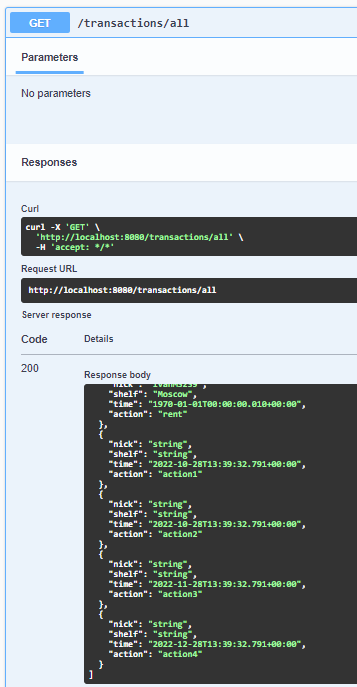 GET /transactions/all
Parameters
No parameters
Responses
Curl
curl -X 'GET' \
'http://localhost:8080/transactions/all' \
-H 'accept: */*'
Request URL
http://localhost:8080/transactions/all
Server response
Code Details
200
Response body
"shelf": "Moscow",
"time": "1970-01-01T00:00:00.010+00:00",
"action": "rent"
},
{
"nick": "string",
"shelf": "string",
"time": "2022-10-28T13:39:32.791+00:00",
"action": "action1"
},
{
"nick": "string",
"shelf": "string",
"time": "2022-10-28T13:39:32.791+00:00",
"action": "action2"
},
{
"nick": "string",
"shelf": "string",
"time": "2022-11-28T13:39:32.791+00:00",
"action": "action3"
},
{
"nick": "string",
"shelf": "string",
"time": "2022-12-28T13:39:32.791+00:00",
"action": "action4"
}
]